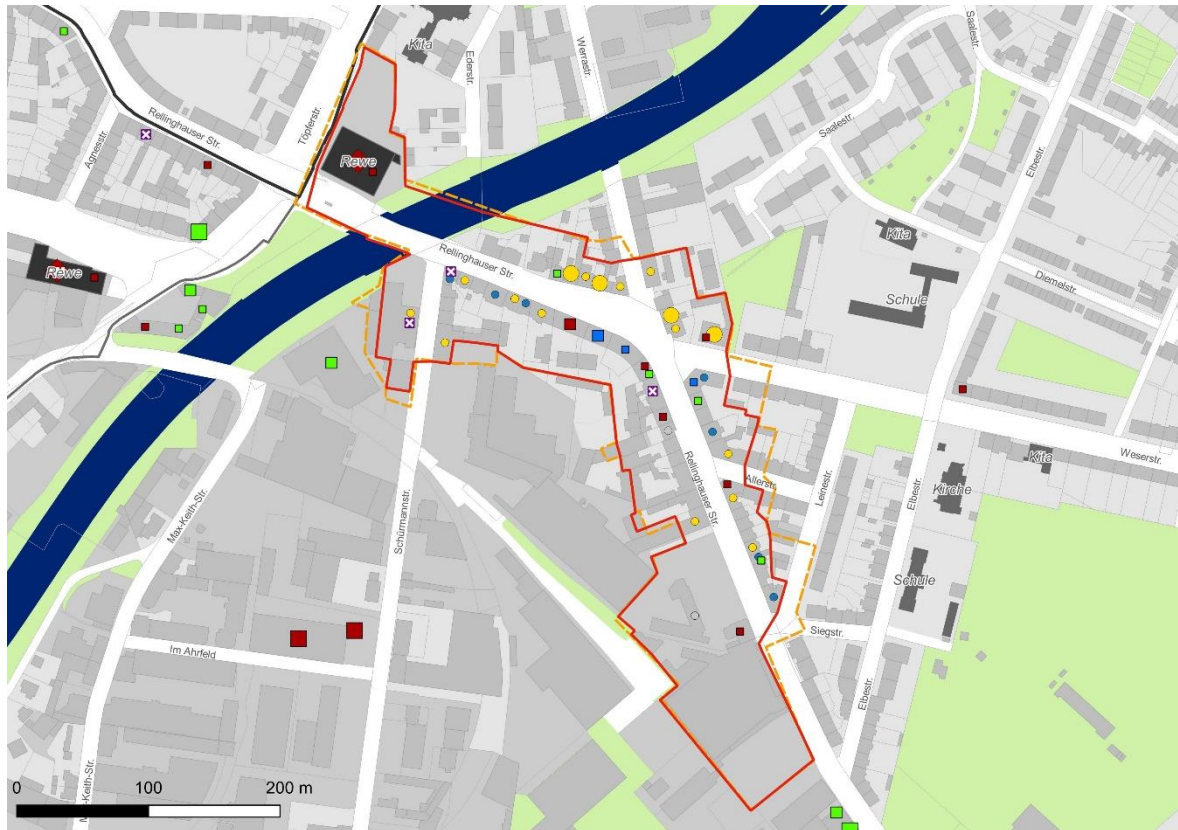 Kita
Saalestr.
Werrastr.
Ederstr.
Rellinghauser Str.
Töpferstr.
Agnesstr.
Saalestr.
Elbestr.
Rewe
Kita
Rellinghauser Str.
Rewe
Diemelstr.
Schule
Weserstr.
Kita
Allerstr.
Leinestr.
Kirche
Elbestr.
Rellinghauser Str.
Max-Keith-Str.
Schürmannstr.
Schule
Siegstr.
Im Ahrfeld
Elbestr.
0 100 200 m